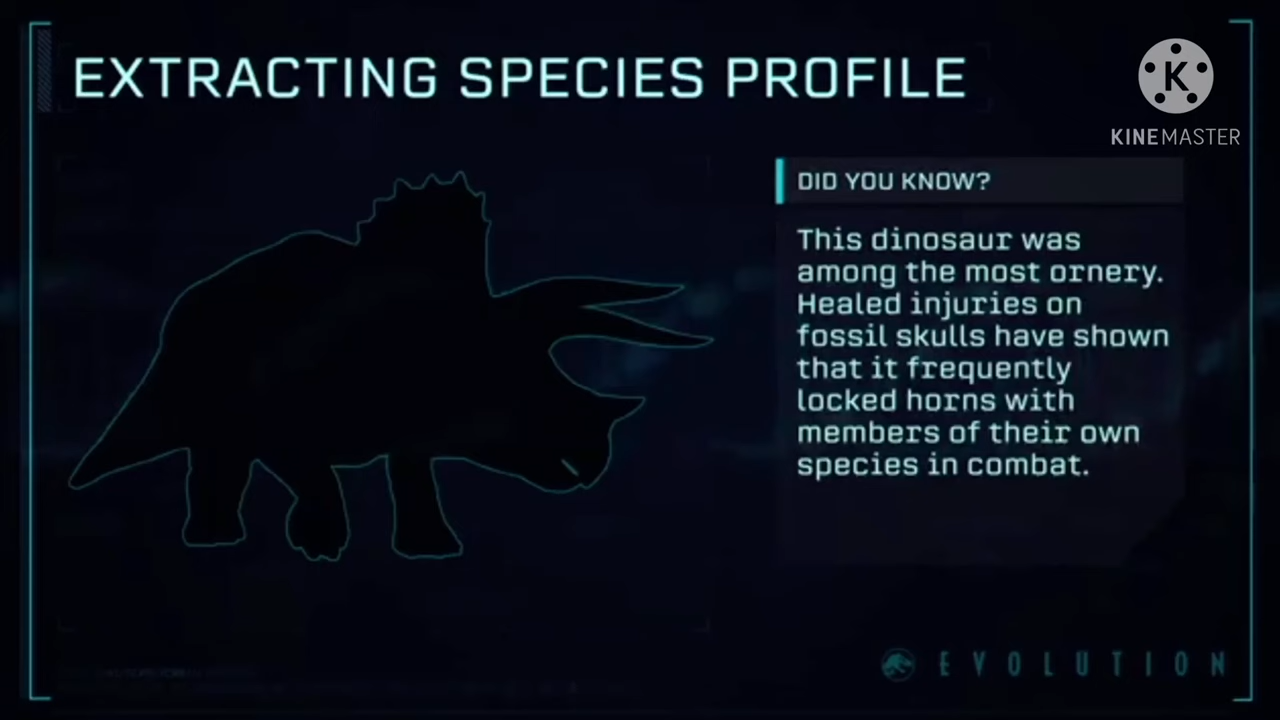 EXTRACTING SPECIES PROFILE
K
KINEMASTER
DID YOU KNOW?
This dinosaur was
among the most ornery.
Healed injuries on
fossil skulls have shown
that it frequently
locked horns with
members of their own
species in combat.
EVOLUTION